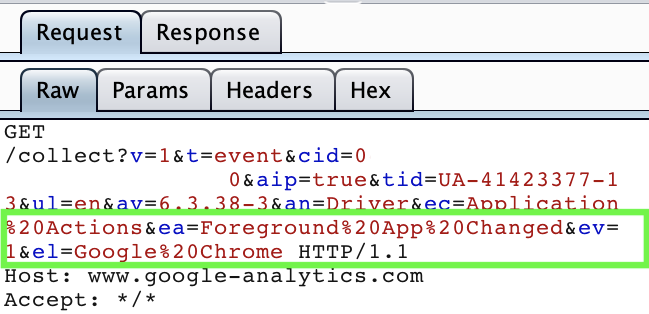 Request Response
Raw Params Headers Hex
GET
/collect?v=1&t=event&cid=0
0&aip=true&tid=UA-41423377-1
3&ul=en&av=6.3.38-3&an=Driver&ec=Application
%20Actions&ea=Foreground%20App%20Changed&ev=
1&el=Google%20Chrome HTTP/1.1
Host: www.google-analytics.com
Accept: */*